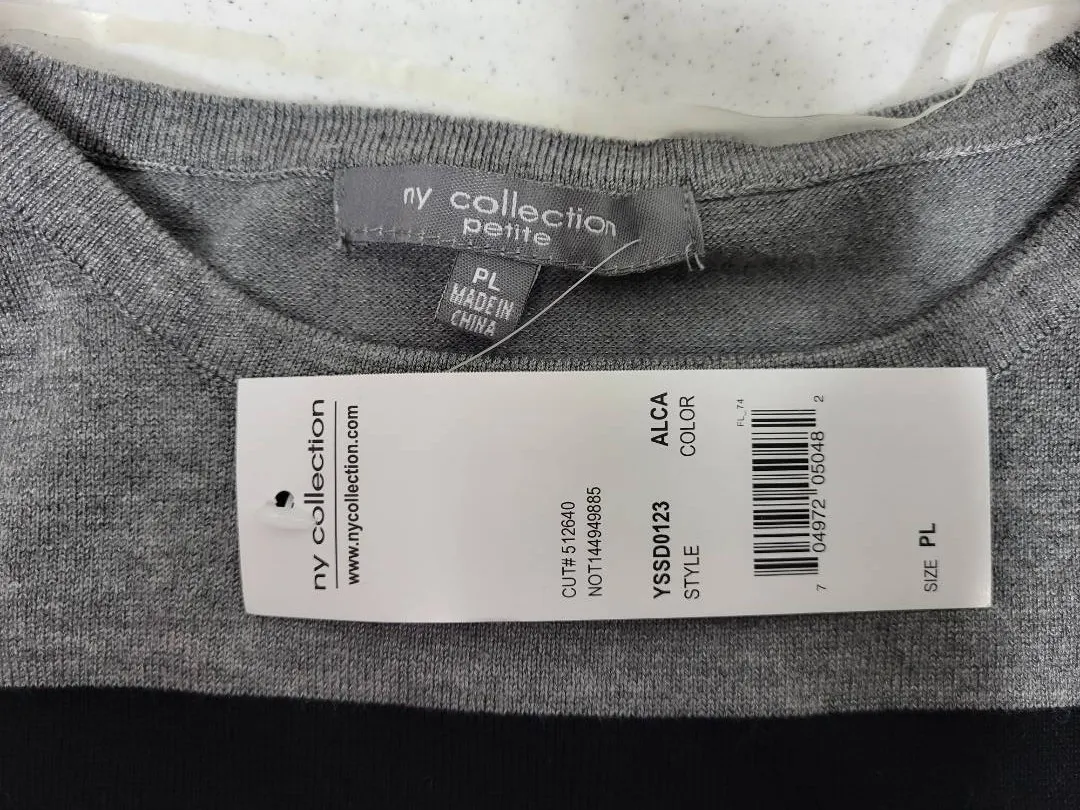 ny collection
petite
PL
MADE IN
CHINA
ny collection
www.nycollection.com
CUT# 512640
NOT144949885
YSSD0123
STYLE
ALCA
COLOR
FL_74
7 04972 05048 2
SIZE PL